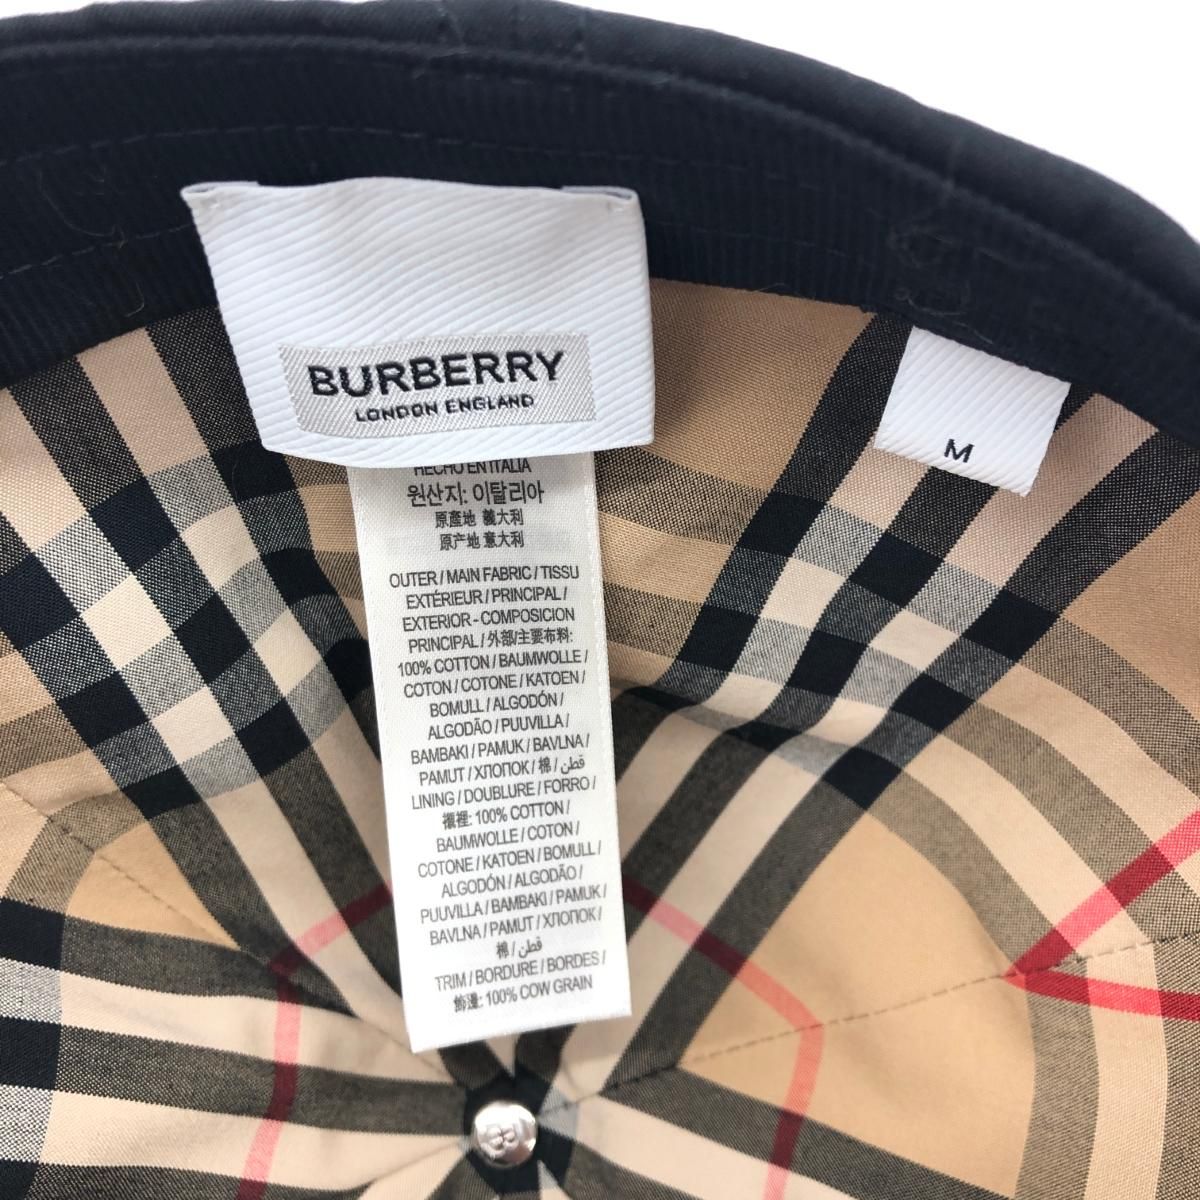 BURBERRY
LONDON ENGLAND
M
HECHO EN ITALIA
원산지: 이탈리아
原產地 義大利
原产地 意大利
OUTER / MAIN FABRIC / TISSU
EXTÉRIEUR / PRINCIPAL /
EXTERIOR - COMPOSICION
PRINCIPAL / 外部/主要布料:
100% COTTON / BAUMWOLLE /
COTON / COTONE / KATOEN /
BOMULL / ALGODÓN /
ALGODÃO / PUUVILLA /
BAMBAKI / PAMUK / BAVLNA /
PAMUT / ХЛОПОК / 棉 / قطن /
LINING / DOUBLURE / FORRO /
襯裡: 100% COTTON /
BAUMWOLLE / COTON /
COTONE / KATOEN / BOMULL /
ALGODÓN / ALGODÃO /
PUUVILLA / BAMBAKI / PAMUK /
BAVLNA / PAMUT / ХЛОПОК /
棉 / قطن /
TRIM / BORDURE / BORDES /
飾邊: 100% COW GRAIN